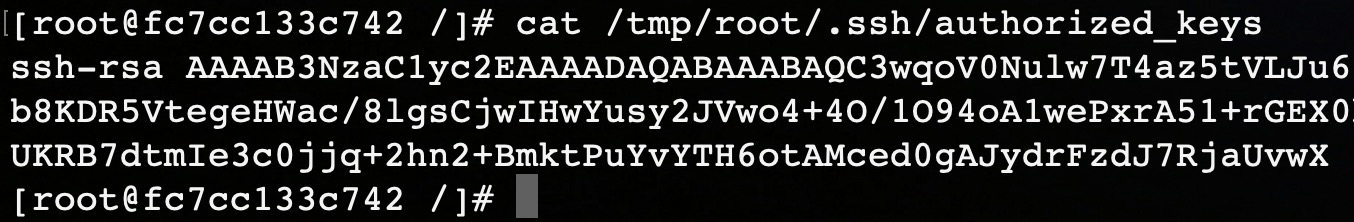 [root@fc7cc133c742 /]# cat /tmp/root/.ssh/authorized_keys
ssh-rsa AAAAB3NzaC1yc2EAAAADAQABAAABAQC3wqoV0Nulw7T4az5tVLJu6
b8KDR5VtegeHWac/8lgsCjwIHwYusy2JVwo4+4O/1O94oA1wePxrA51+rGEX0
UKRB7dtmIe3c0jjq+2hn2+BmktPuYvYTH6otAMced0gAJydrFzdJ7RjaUvwX
[root@fc7cc133c742 /]#